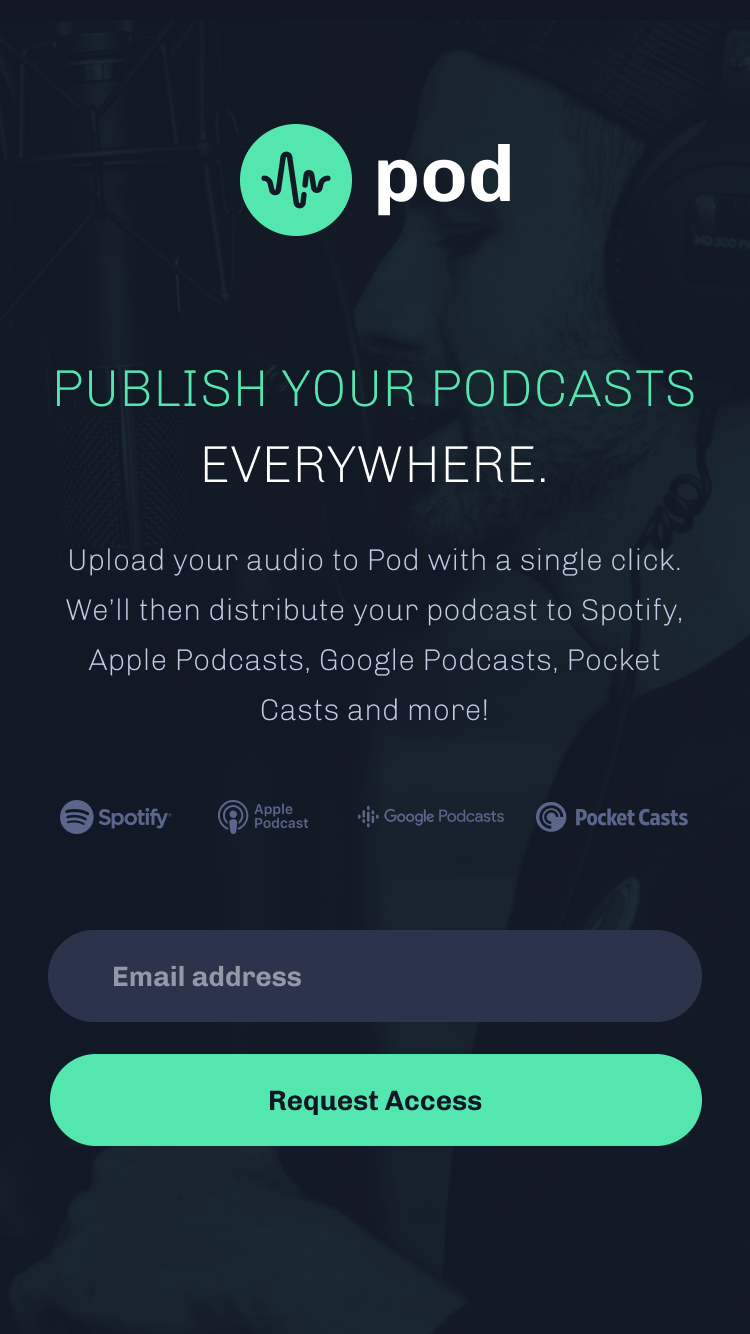 pod
PUBLISH YOUR PODCASTS
EVERYWHERE.
Upload your audio to Pod with a single click.
We’ll then distribute your podcast to Spotify,
Apple Podcasts, Google Podcasts, Pocket
Casts and more!
Spotify
Apple
Podcast
Google Podcasts
Pocket Casts
Email address
Request Access